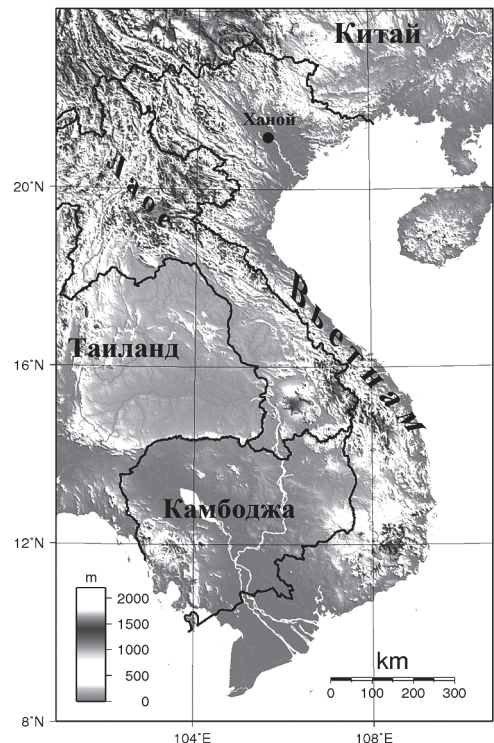 Китай
Ханой
20°N
Лаос
Вьетнам
Таиланд
16°N
Камбоджа
12°N
m
2000
1500
1000
500
0
km
0 100 200 300
8°N
104°E 108°E